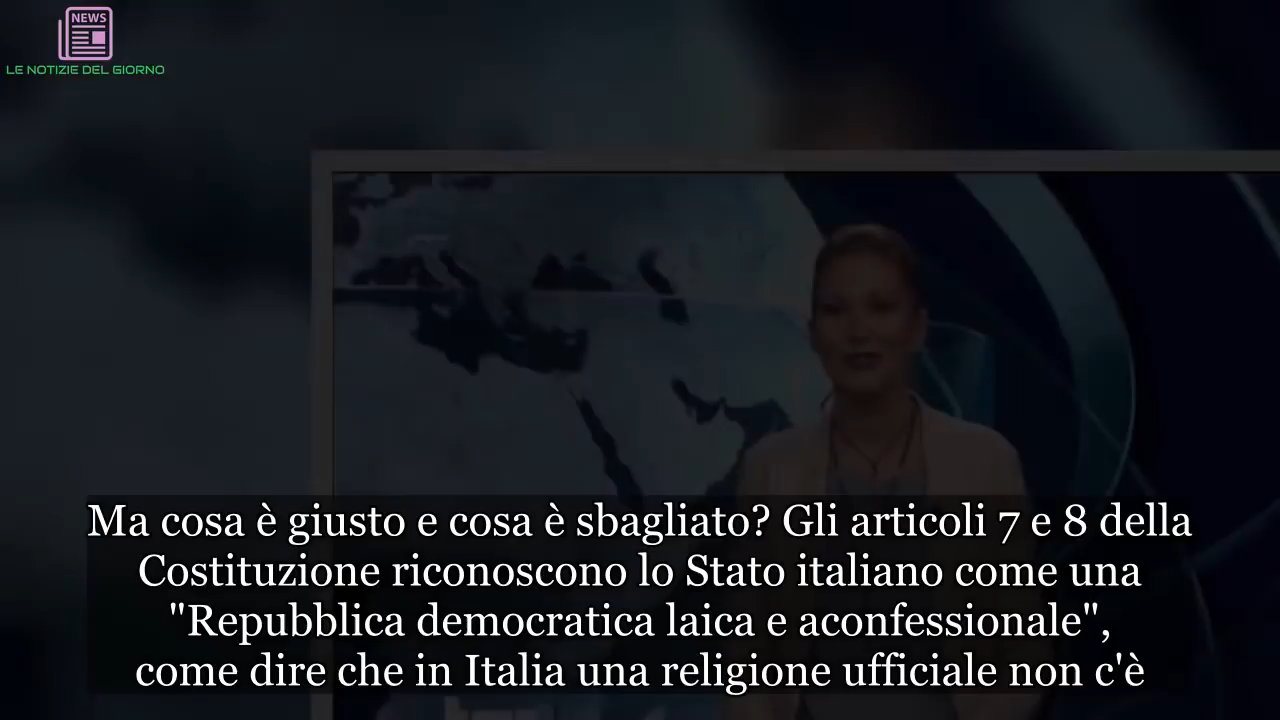 NEWS
LE NOTIZIE DEL GIORNO
Ma cosa è giusto e cosa è sbagliato? Gli articoli 7 e 8 della
Costituzione riconoscono lo Stato italiano come una
"Repubblica democratica laica e aconfessionale",
come dire che in Italia una religione ufficiale non c'è